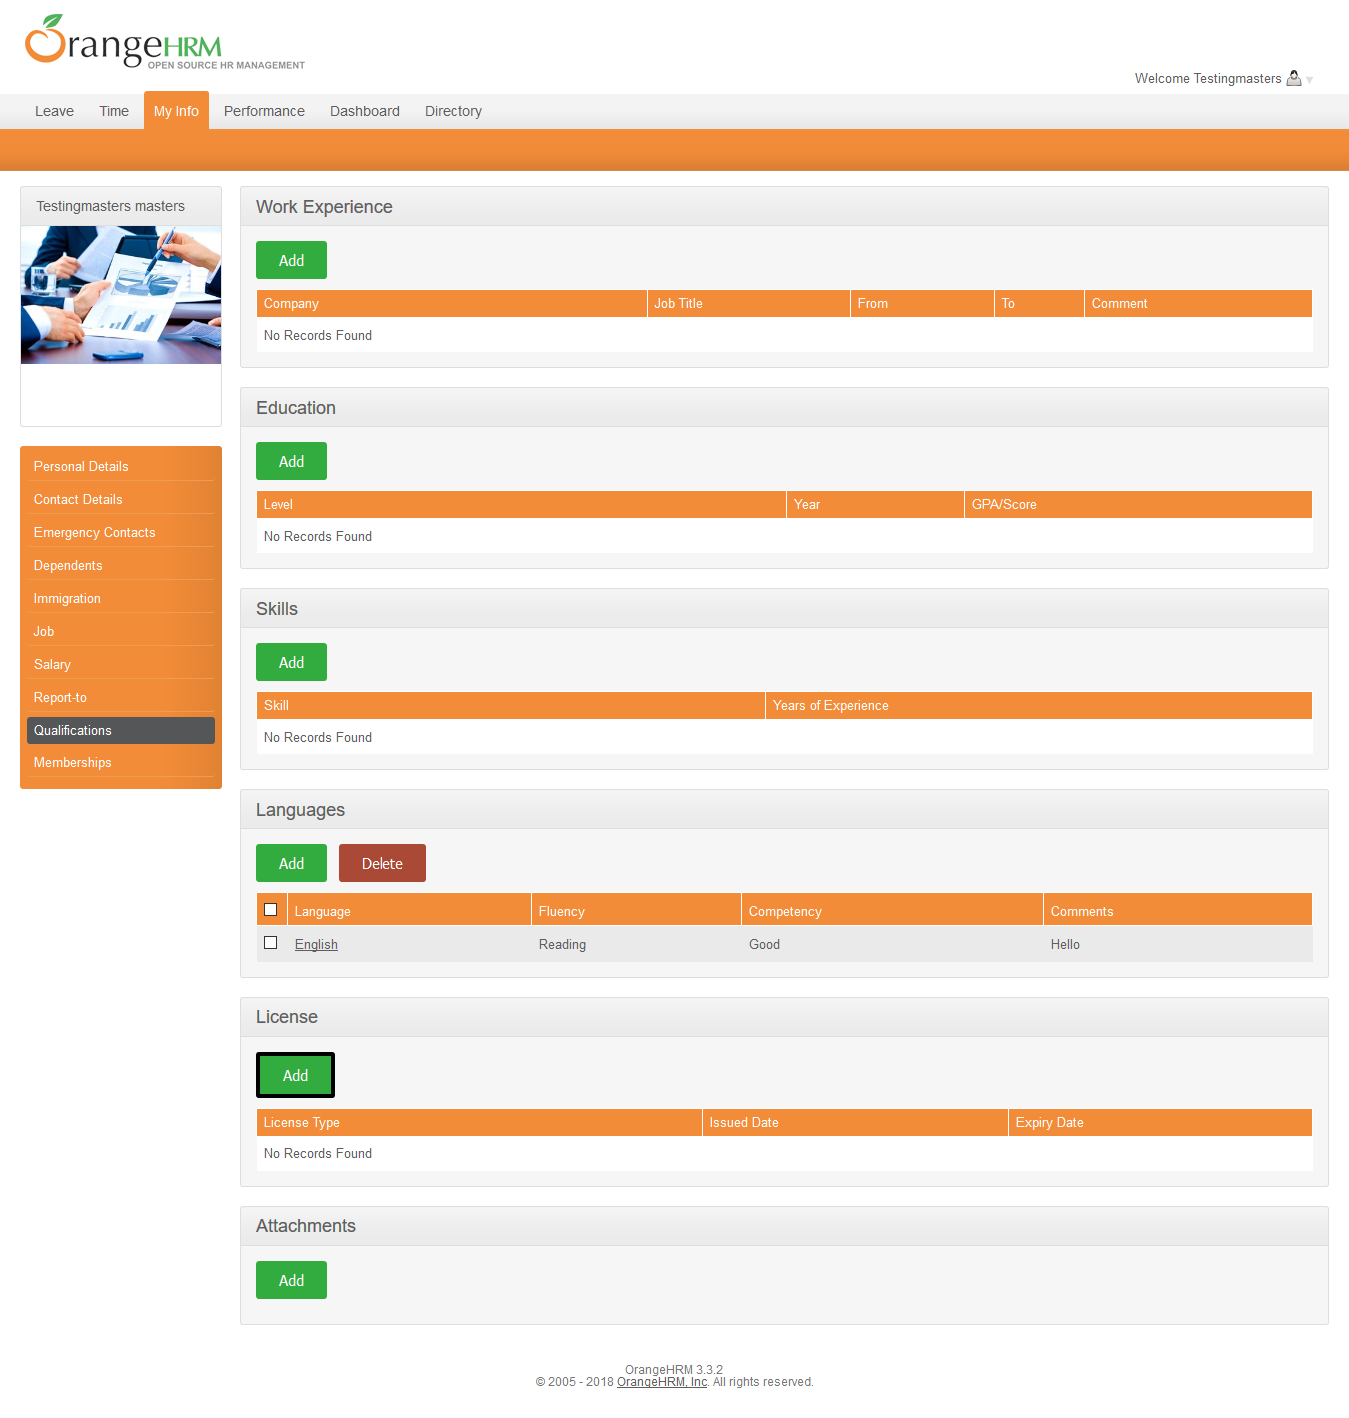 OrangeHRM
OPEN SOURCE HR MANAGEMENT
Welcome Testingmasters
Leave Time My Info Performance Dashboard Directory
Testingmasters masters
Personal Details
Contact Details
Emergency Contacts
Dependents
Immigration
Job
Salary
Report-to
Qualifications
Memberships
Work Experience
Add
Company Job Title From To Comment
No Records Found
Education
Add
Level Year GPA/Score
No Records Found
Skills
Add
Skill Years of Experience
No Records Found
Languages
Add Delete
Language Fluency Competency Comments
English Reading Good Hello
License
Add
License Type Issued Date Expiry Date
No Records Found
Attachments
Add
OrangeHRM 3.3.2
© 2005 - 2018 OrangeHRM, Inc. All rights reserved.